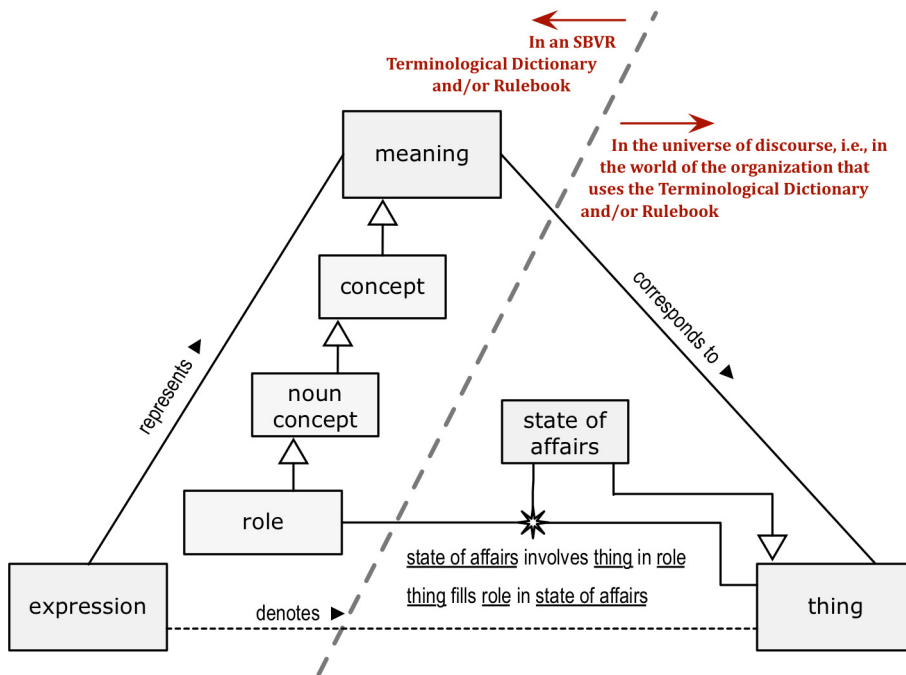 In an SBVR
Terminological Dictionary
and/or Rulebook
meaning
In the universe of discourse, i.e., in
the world of the organization that
uses the Terminological Dictionary
and/or Rulebook
concept
represents ▶
corresponds to ▶
noun
concept
state of
affairs
role
state of affairs involves thing in role
thing fills role in state of affairs
expression
denotes ▶
thing